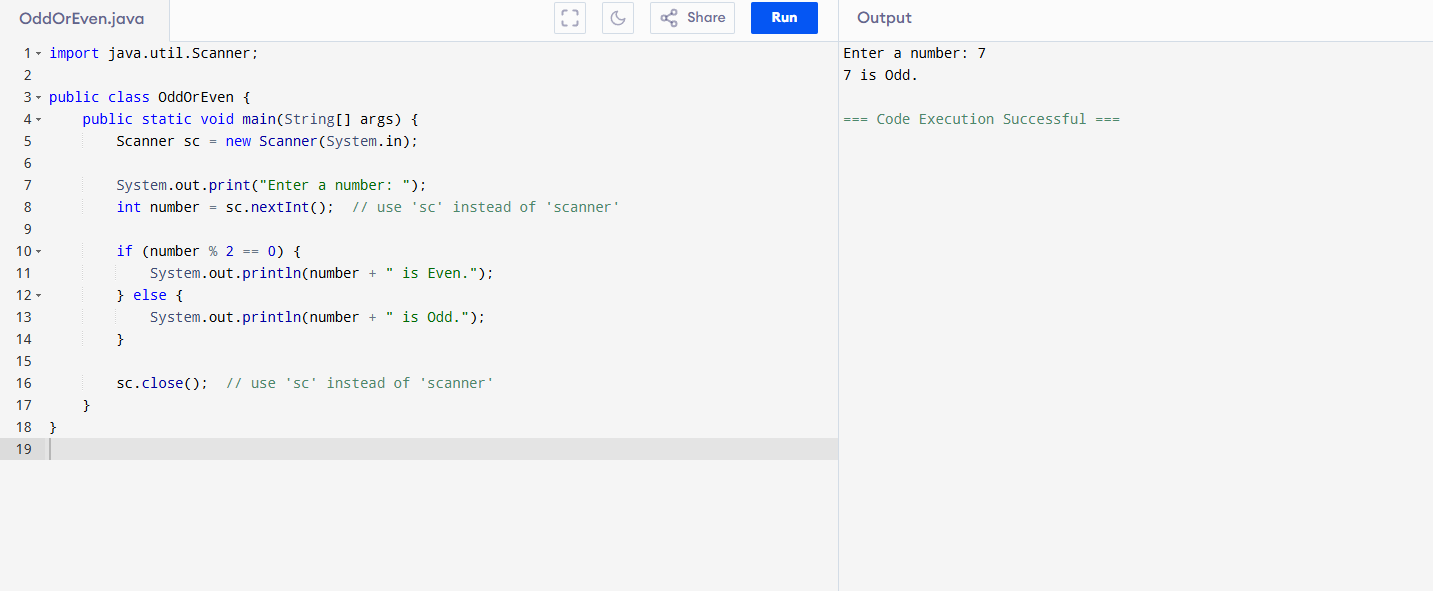 OddOrEven.java
Share
Run
Output
1 import java.util.Scanner;
2
3 public class OddOrEven {
4     public static void main(String[] args) {
5         Scanner sc = new Scanner(System.in);
6
7         System.out.print("Enter a number: ");
8         int number = sc.nextInt();  // use 'sc' instead of 'scanner'
9
10         if (number % 2 == 0) {
11             System.out.println(number + " is Even.");
12         } else {
13             System.out.println(number + " is Odd.");
14         }
15
16         sc.close();  // use 'sc' instead of 'scanner'
17     }
18 }
19
Enter a number: 7
7 is Odd.
=== Code Execution Successful ===